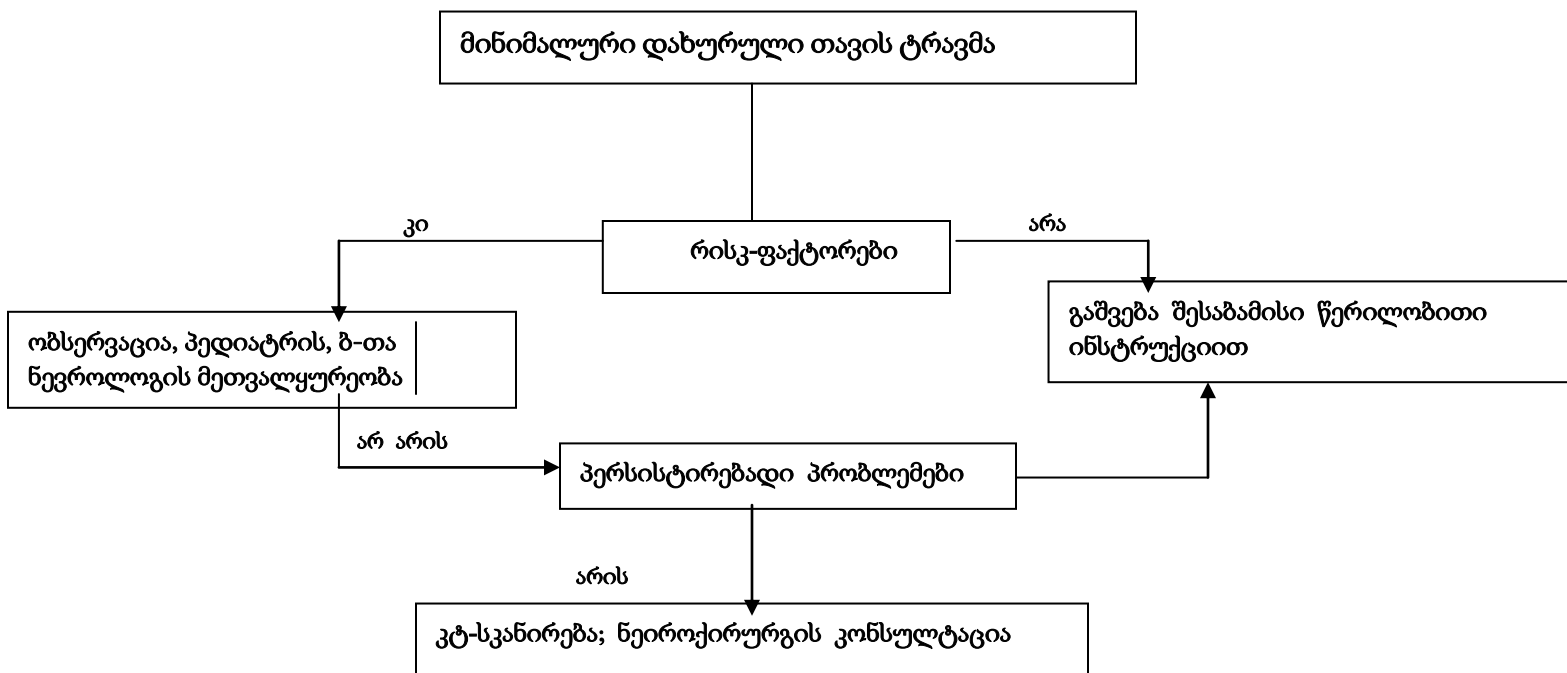 მინიმალური დახურული თავის ტრავმა
კი
არა
რისკ-ფაქტორები
გაშვება შესაბამისი წერილობითი
ინსტრუქციით
ობსერვაცია, პედიატრის, ბ-თა
ნევროლოგის მეთვალყურეობა
არ არის
პერსისტირებადი პრობლემები
არის
კტ-სკანირება; ნეიროქირურგის კონსულტაცია